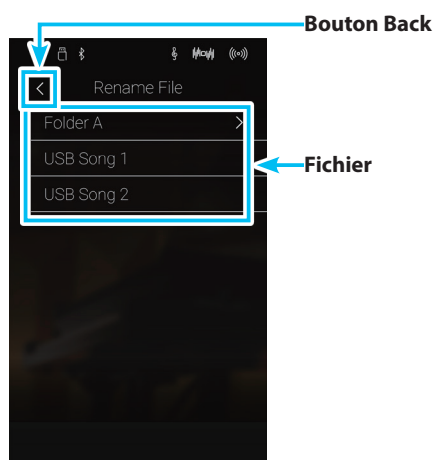 Bouton Back
Rename File
Folder A
USB Song 1
Fichier
USB Song 2